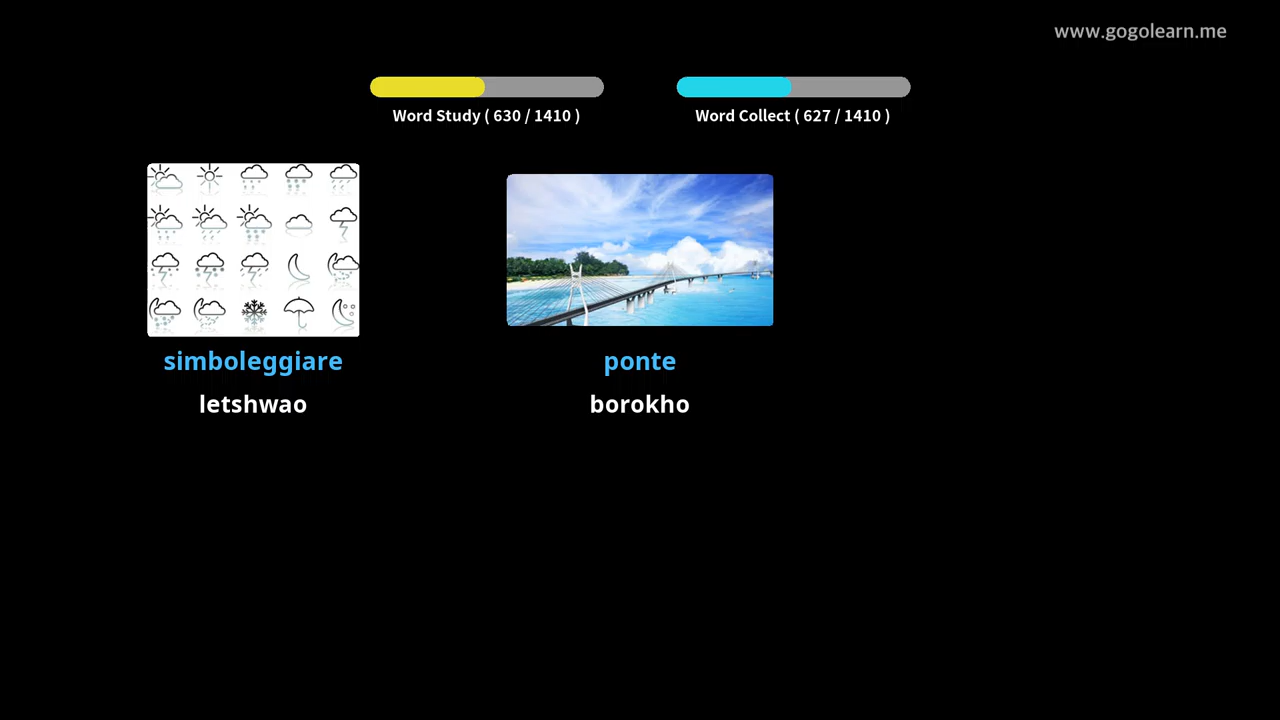 www.gogolearn.me
Word Study ( 630 / 1410 )
Word Collect ( 627 / 1410 )
simboleggiare
letshwao
ponte
borokho